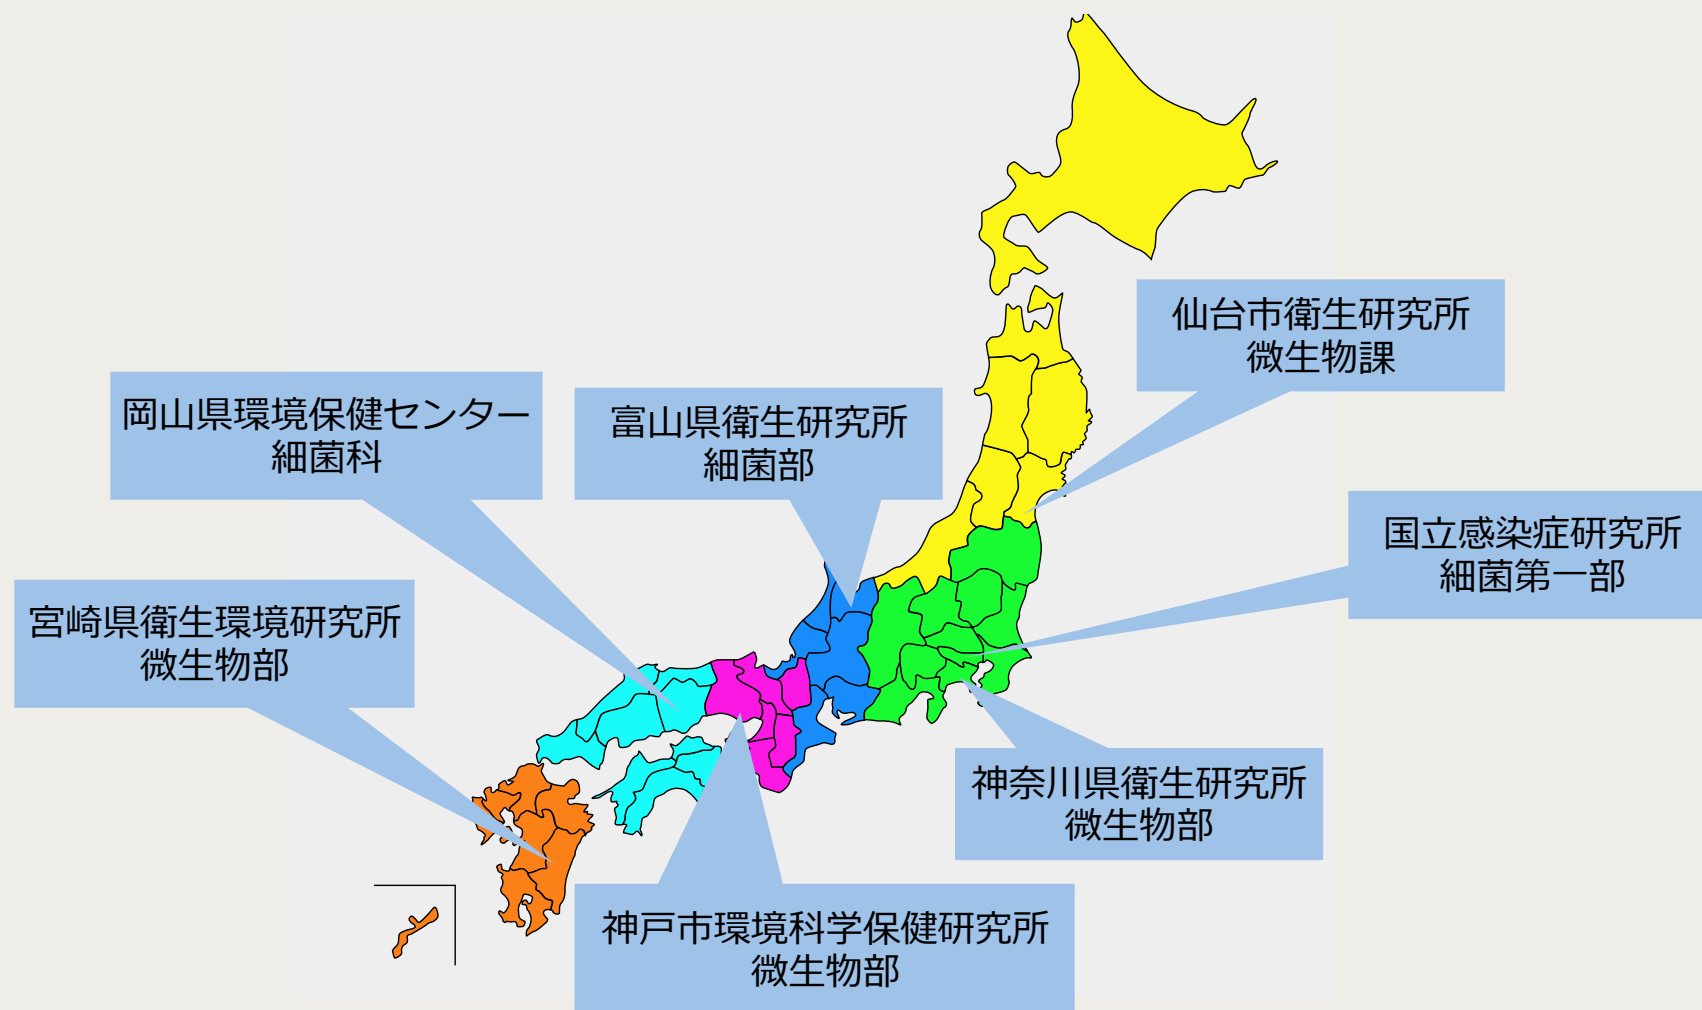 仙台市衛生研究所
微生物課
岡山県環境保健センター
細菌科
富山県衛生研究所
細菌部
国立感染症研究所
細菌第一部
宮崎県衛生環境研究所
微生物部
神奈川県衛生研究所
微生物部
神戸市環境科学保健研究所
微生物部